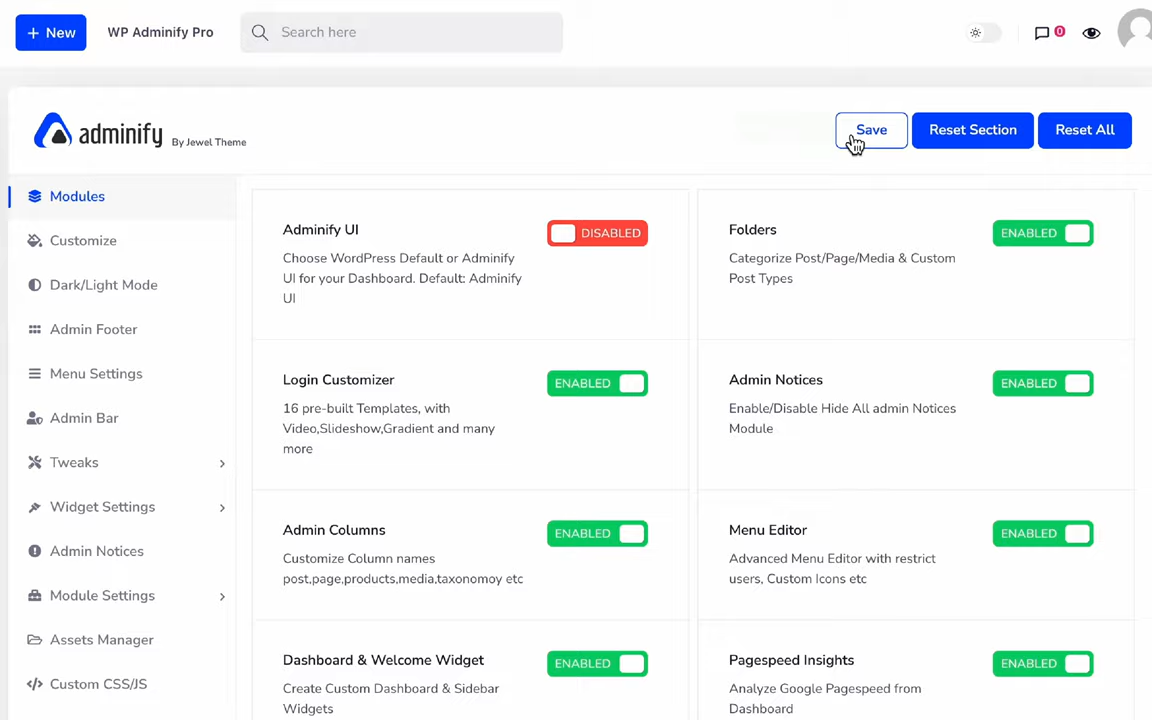 + New
WP Adminify Pro
Search here
0
adminify By Jewel Theme
Save
Reset Section
Reset All
Modules
Customize
Dark/Light Mode
Admin Footer
Menu Settings
Admin Bar
Tweaks
Widget Settings
Admin Notices
Module Settings
Assets Manager
Custom CSS/JS
Adminify UI
DISABLED
Choose WordPress Default or Adminify
UI for your Dashboard. Default: Adminify
UI
Folders
ENABLED
Categorize Post/Page/Media & Custom
Post Types
Login Customizer
ENABLED
16 pre-built Templates, with
Video,Slideshow,Gradient and many
more
Admin Notices
ENABLED
Enable/Disable Hide All admin Notices
Module
Admin Columns
ENABLED
Customize Column names
post,page,products,media,taxonomoy etc
Menu Editor
ENABLED
Advanced Menu Editor with restrict
users, Custom Icons etc
Dashboard & Welcome Widget
ENABLED
Create Custom Dashboard & Sidebar
Widgets
Pagespeed Insights
ENABLED
Analyze Google Pagespeed from
Dashboard